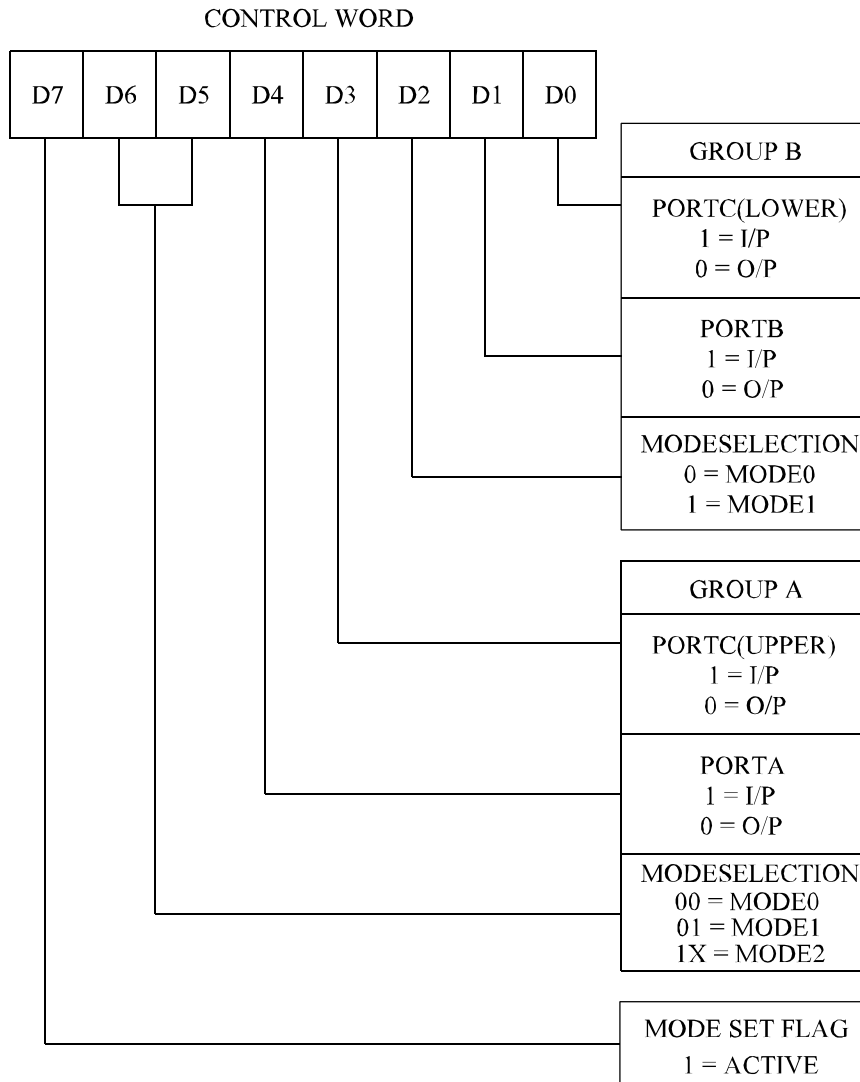 CONTROL WORD
D7 D6 D5 D4 D3 D2 D1 D0
GROUP B
PORTC(LOWER)
1 = I/P
0 = O/P
PORTB
1 = I/P
0 = O/P
MODESELECTION
0 = MODE0
1 = MODE1
GROUP A
PORTC(UPPER)
1 = I/P
0 = O/P
PORTA
1 = I/P
0 = O/P
MODESELECTION
00 = MODE0
01 = MODE1
1X = MODE2
MODE SET FLAG
1 = ACTIVE